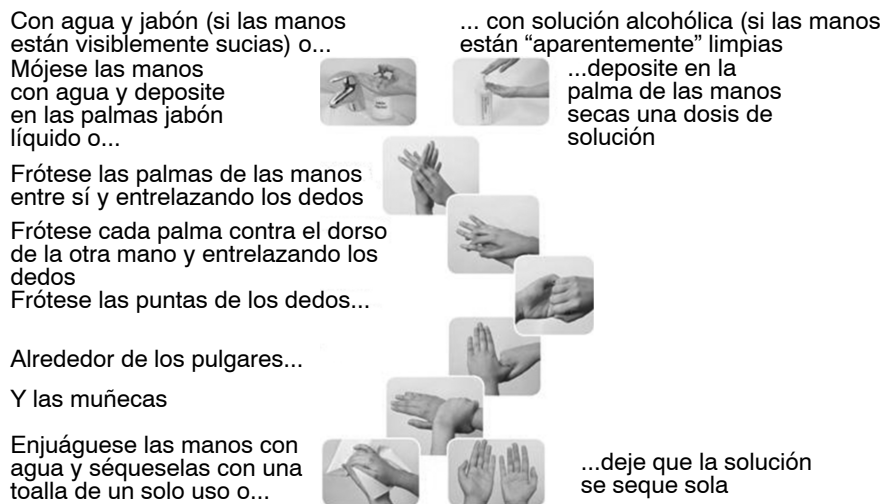 Con agua y jabón (si las manos
están visiblemente sucias) o...
... con solución alcohólica (si las manos
están “aparentemente” limpias
Mójese las manos
con agua y deposite
en las palmas jabón
líquido o...
...deposite en la
palma de las manos
secas una dosis de
solución
Frótese las palmas de las manos
entre sí y entrelazando los dedos
Frótese cada palma contra el dorso
de la otra mano y entrelazando los
dedos
Frótese las puntas de los dedos...
Alrededor de los pulgares...
Y las muñecas
Enjuáguese las manos con
agua y séqueselas con una
toalla de un solo uso o...
...deje que la solución
se seque sola